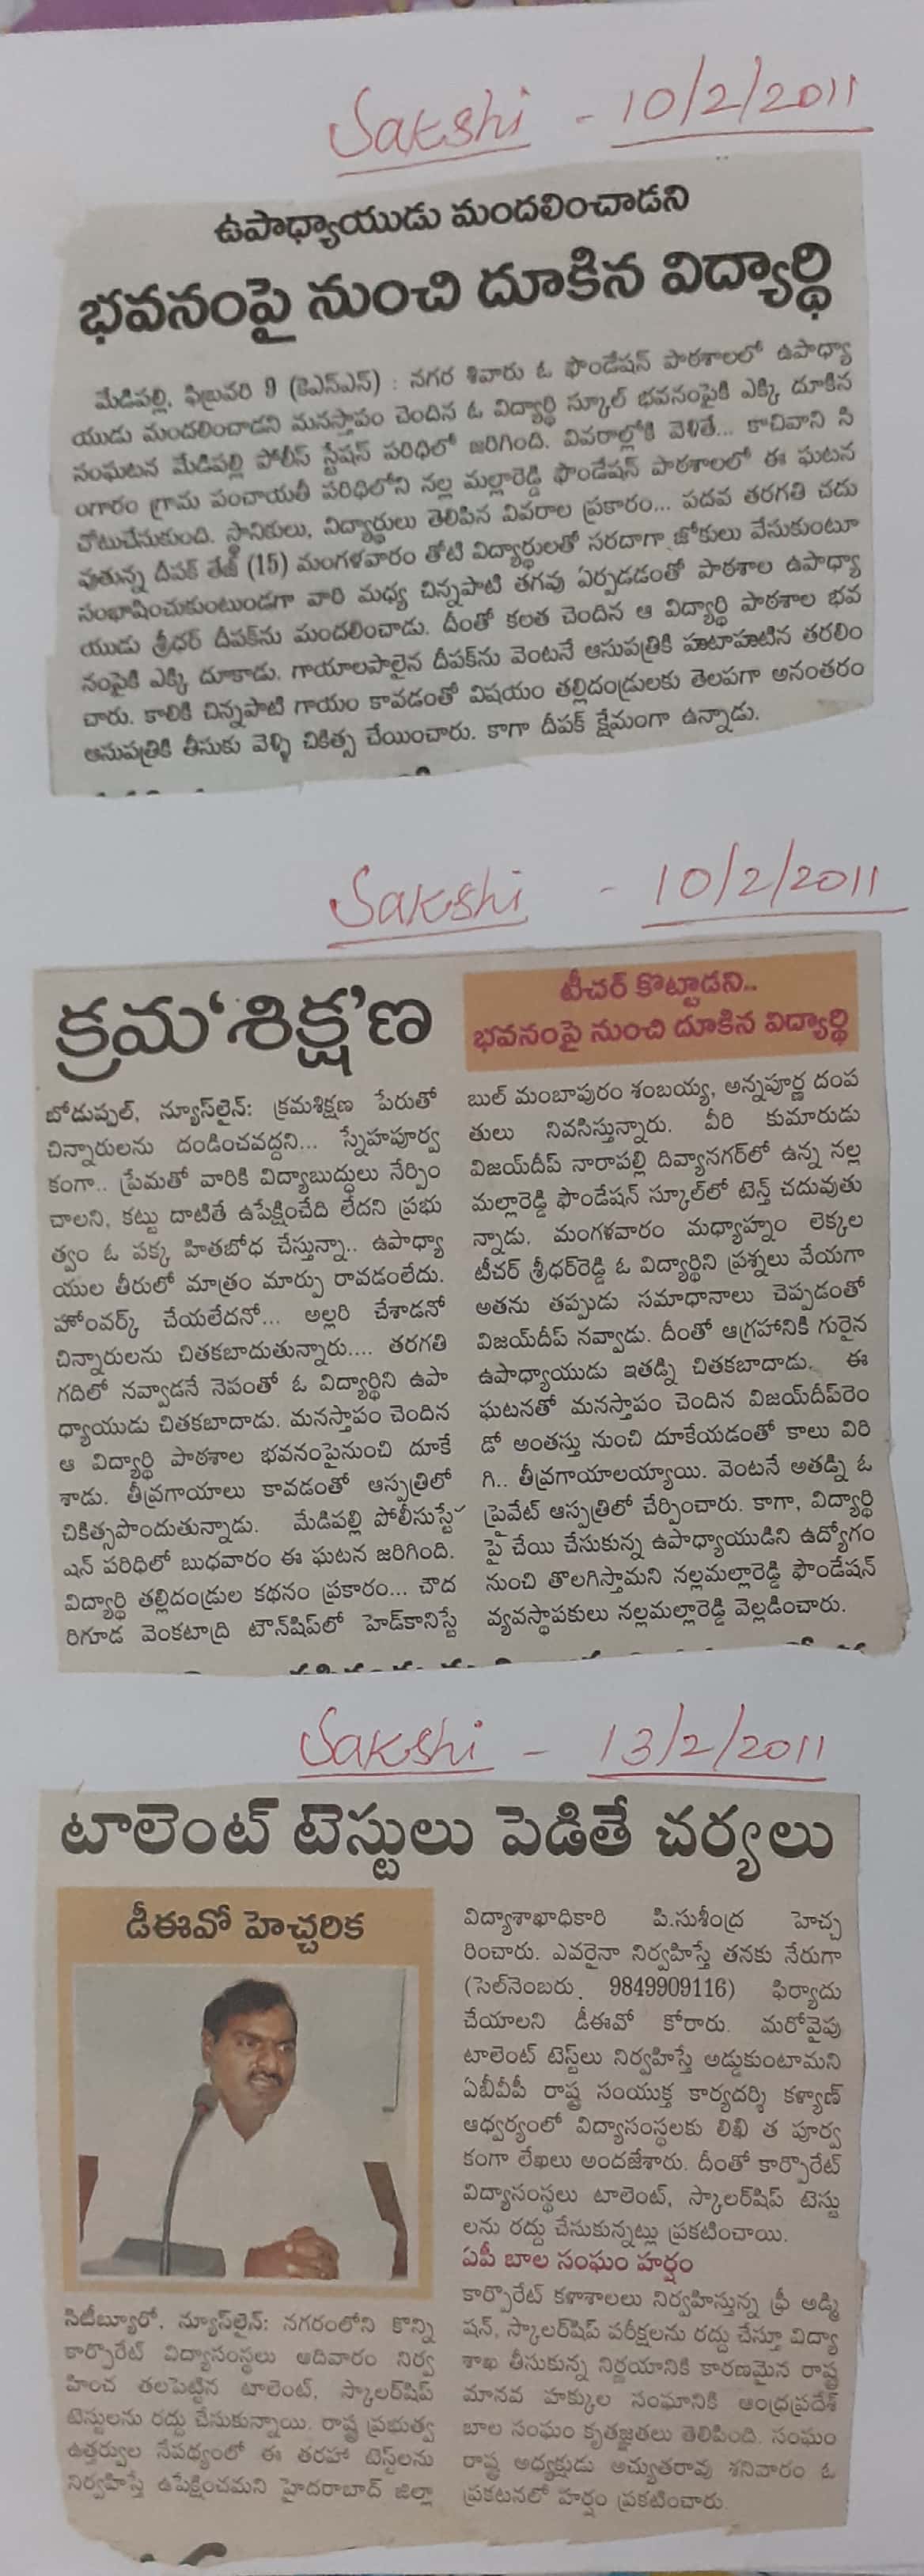 Sakshi - 10/2/2011
ఉపాధ్యాయుడు మందలించాడని
భవనంపై నుంచి దూకిన విద్యార్థి
మేడిపల్లి, ఫిబ్రవరి 9 (కెఎన్ఎన్) : నగర శివారు ఓ ఫౌండేషన్ పాఠశాలలో ఉపాధ్యా
యుడు మందలించాడని మనస్తాపం చెందిన ఓ విద్యార్థి స్కూల్ భవనంపైకి ఎక్కి దూకిన
సంఘటన మేడిపల్లి పోలీస్ స్టేషన్ పరిధిలో జరిగింది. వివరాల్లోకి వెళితే... కాచివాని సి
ంగారం గ్రామ పంచాయతీ పరిధిలోని నల్ల మల్లారెడ్డి ఫౌండేషన్ పాఠశాలలో ఈ ఘటన
చోటుచేసుకుంది. స్థానికులు, విద్యార్థులు తెలిపిన వివరాల ప్రకారం... పదవ తరగతి చదు
వుతున్న దీపక్ తేజ్ (15) మంగళవారం తోటి విద్యార్థులతో సరదాగా జోకులు వేసుకుంటూ
సంభాషించుకుంటుండగా వారి మధ్య చిన్నపాటి తగవు ఏర్పడడంతో పాఠశాల ఉపాధ్యా
యుడు శ్రీధర్ దీపక్‌ను మందలించాడు. దీంతో కలత చెందిన ఆ విద్యార్థి పాఠశాల భవ
నంపైకి ఎక్కి దూకాడు. గాయాలపాలైన దీపక్‌ను వెంటనే ఆసుపత్రికి హుటాహుటిన తరలిం
చారు. కాలికి చిన్నపాటి గాయం కావడంతో విషయం తల్లిదండ్రులకు తెలపగా అనంతరం
ఆసుపత్రికి తీసుకు వెళ్ళి చికిత్స చేయించారు. కాగా దీపక్ క్షేమంగా ఉన్నాడు.
Sakshi - 10/2/2011
క్రమ‘శిక్ష’ణ
టీచర్ కొట్టాడని..
భవనంపై నుంచి దూకిన విద్యార్థి
బోడుప్పల్, న్యూస్‌లైన్: క్రమశిక్షణ పేరుతో
చిన్నారులను దండించవద్దని... స్నేహపూర్వ
కంగా.. ప్రేమతో వారికి విద్యాబుద్ధులు నేర్పిం
చాలని, కట్టు దాటితే ఉపేక్షించేది లేదని ప్రభు
త్వం ఓ పక్క హితబోధ చేస్తున్నా.. ఉపాధ్యా
యుల తీరులో మాత్రం మార్పు రావడంలేదు.
హోంవర్క్ చేయలేదనో... అల్లరి చేశాడనో
చిన్నారులను చితకబాదుతున్నారు.... తరగతి
గదిలో నవ్వాడనే నెపంతో ఓ విద్యార్థిని ఉపా
ధ్యాయుడు చితకబాదాడు. మనస్తాపం చెందిన
ఆ విద్యార్థి పాఠశాల భవనంపైనుంచి దూకే
శాడు. తీవ్రగాయాలు కావడంతో ఆస్పత్రిలో
చికిత్సపొందుతున్నాడు. మేడిపల్లి పోలీసుస్టే
షన్ పరిధిలో బుధవారం ఈ ఘటన జరిగింది.
విద్యార్థి తల్లిదండ్రుల కథనం ప్రకారం... చౌద
రిగూడ వెంకటాద్రి టౌన్‌షిప్‌లో హెడ్‌కానిస్టే
బుల్ మంబాపురం శంబయ్య, అన్నపూర్ణ దంప
తులు నివసిస్తున్నారు. వీరి కుమారుడు
విజయ్‌దీప్ నారాపల్లి దివ్యానగర్‌లో ఉన్న నల్ల
మల్లారెడ్డి ఫౌండేషన్ స్కూల్‌లో టెన్త్ చదువుతు
న్నాడు. మంగళవారం మధ్యాహ్నం లెక్కల
టీచర్ శ్రీధర్‌రెడ్డి ఓ విద్యార్థిని ప్రశ్నలు వేయగా
అతను తప్పుడు సమాధానాలు చెప్పడంతో
విజయ్‌దీప్ నవ్వాడు. దీంతో ఆగ్రహానికి గురైన
ఉపాధ్యాయుడు ఇతడ్ని చితకబాదాడు. ఈ
ఘటనతో మనస్తాపం చెందిన విజయ్‌దీప్‌రెం
డో అంతస్తు నుంచి దూకేయడంతో కాలు విరి
గి.. తీవ్రగాయాలయ్యాయి. వెంటనే అతడ్ని ఓ
ప్రైవేట్ ఆస్పత్రిలో చేర్పించారు. కాగా, విద్యార్థి
పై చేయి చేసుకున్న ఉపాధ్యాయుడిని ఉద్యోగం
నుంచి తొలగిస్తామని నల్లమల్లారెడ్డి ఫౌండేషన్
వ్యవస్థాపకులు నల్లమల్లారెడ్డి వెల్లడించారు.
Sakshi - 13/2/2011
టాలెంట్ టెస్టులు పెడితే చర్యలు
డీఈవో హెచ్చరిక
సిటీబ్యూరో, న్యూస్‌లైన్: నగరంలోని కొన్ని
కార్పొరేట్ విద్యాసంస్థలు ఆదివారం నిర్వ
హించ తలపెట్టిన టాలెంట్, స్కాలర్‌షిప్
టెస్టులను రద్దు చేసుకున్నాయి. రాష్ట్ర ప్రభుత్వ
ఉత్తర్వుల నేపథ్యంలో ఈ తరహా టెస్ట్‌లను
నిర్వహిస్తే ఉపేక్షించమని హైదరాబాద్ జిల్లా
విద్యాశాఖాధికారి పి.సుశీంద్ర హెచ్చ
రించారు. ఎవరైనా నిర్వహిస్తే తనకు నేరుగా
(సెల్‌నెంబరు. 9849909116) ఫిర్యాదు
చేయాలని డీఈవో కోరారు. మరోవైపు
టాలెంట్ టెస్ట్‌లు నిర్వహిస్తే అడ్డుకుంటామని
ఏబీవీపీ రాష్ట్ర సంయుక్త కార్యదర్శి కళ్యాణ్
ఆధ్వర్యంలో విద్యాసంస్థలకు లిఖి త పూర్వ
కంగా లేఖలు అందజేశారు. దీంతో కార్పొరేట్
విద్యాసంస్థలు టాలెంట్, స్కాలర్‌షిప్ టెస్టు
లను రద్దు చేసుకున్నట్లు ప్రకటించాయి.
ఏపీ బాల సంఘం హర్షం
కార్పొరేట్ కళాశాలలు నిర్వహిస్తున్న ఫ్రీ అడ్మి
షన్, స్కాలర్‌షిప్ పరీక్షలను రద్దు చేస్తూ విద్యా
శాఖ తీసుకున్న నిర్ణయానికి కారణమైన రాష్ట్ర
మానవ హక్కుల సంఘానికి ఆంధ్రప్రదేశ్
బాల సంఘం కృతజ్ఞతలు తెలిపింది. సంఘం
రాష్ట్ర అధ్యక్షుడు అచ్యుతరావు శనివారం ఓ
ప్రకటనలో హర్షం ప్రకటించారు.